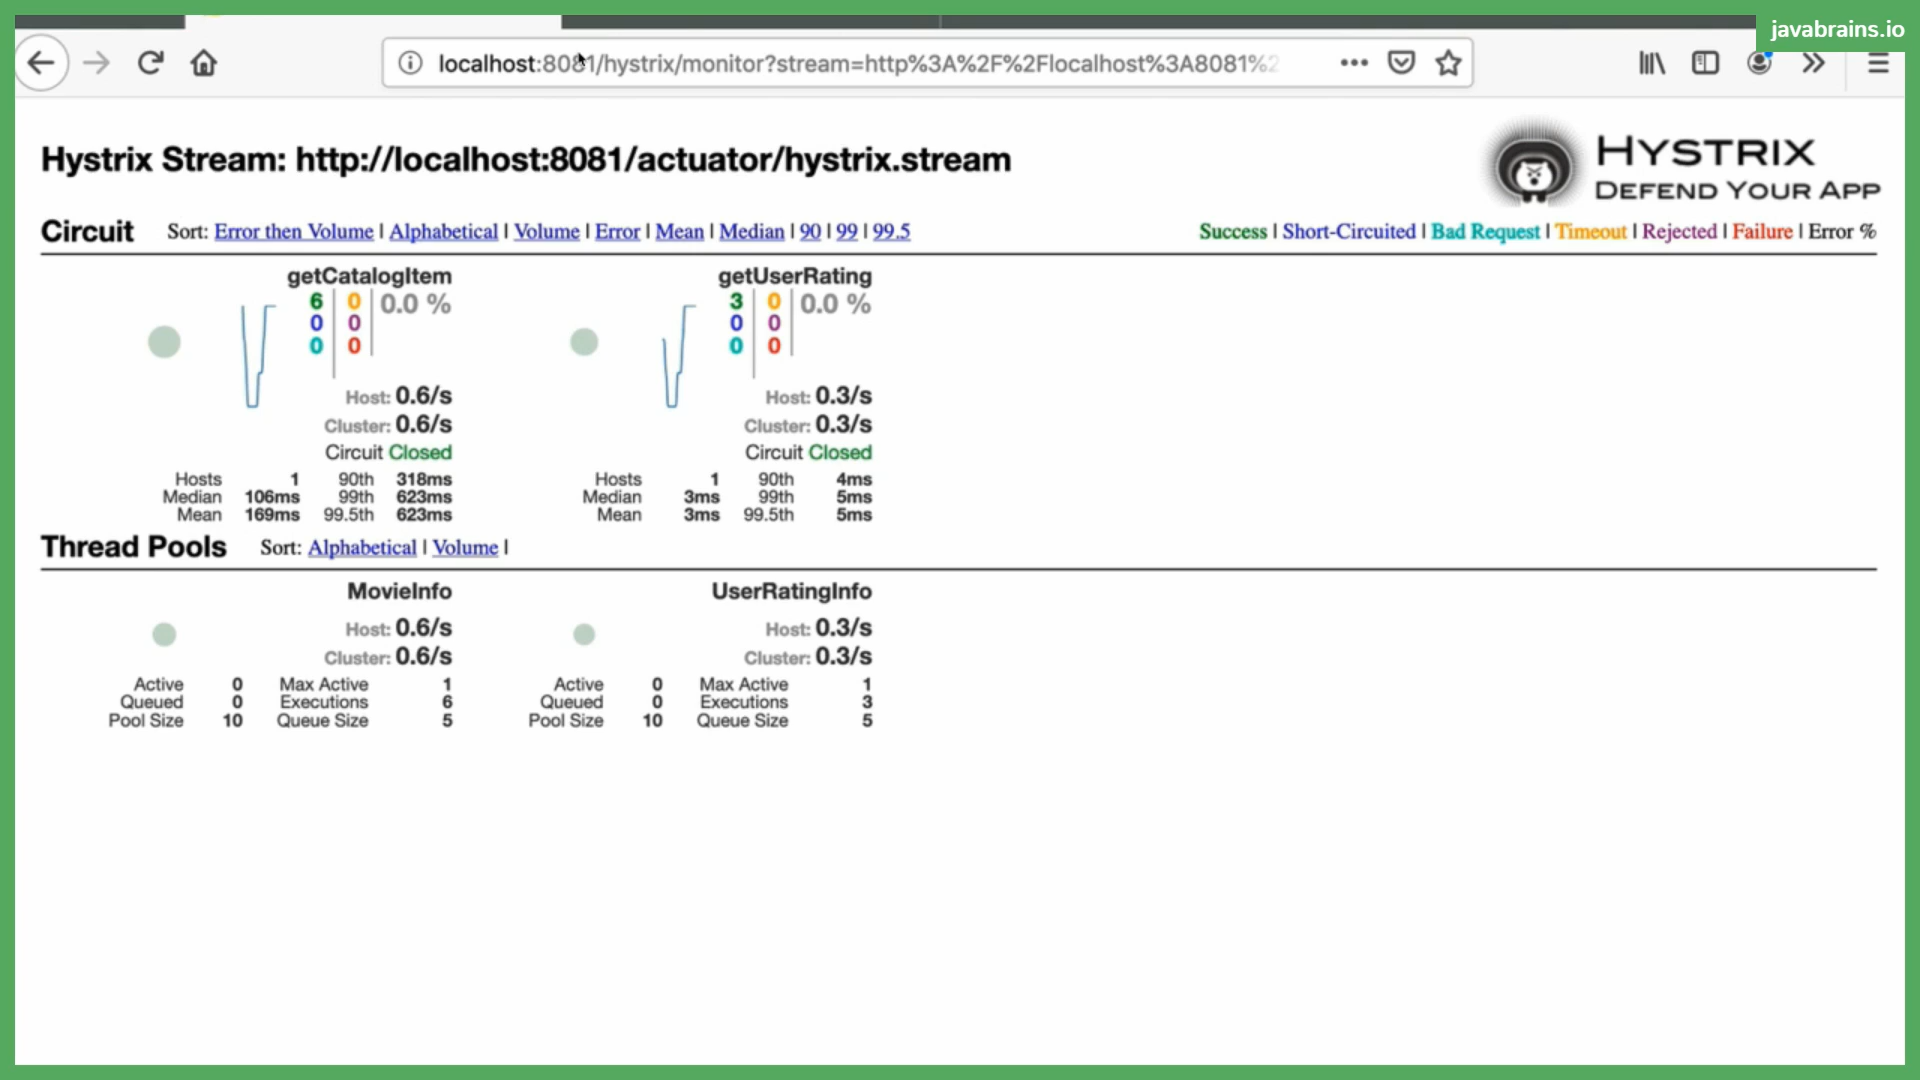 javabrains.io
localhost:8081/hystrix/monitor?stream=http%3A%2F%2Flocalhost%3A8081%2
Hystrix Stream: http://localhost:8081/actuator/hystrix.stream
HYSTRIX
DEFEND YOUR APP
Circuit Sort: Error then Volume | Alphabetical | Volume | Error | Mean | Median | 90 | 99 | 99.5
Success | Short-Circuited | Bad Request | Timeout | Rejected | Failure | Error %
getCatalogItem
6 0 0.0 %
0 0
0 0
Host: 0.6/s
Cluster: 0.6/s
Circuit Closed
Hosts 1 90th 318ms
Median 106ms 99th 623ms
Mean 169ms 99.5th 623ms
getUserRating
3 0 0.0 %
0 0
0 0
Host: 0.3/s
Cluster: 0.3/s
Circuit Closed
Hosts 1 90th 4ms
Median 3ms 99th 5ms
Mean 3ms 99.5th 5ms
Thread Pools Sort: Alphabetical | Volume |
MovieInfo
Host: 0.6/s
Cluster: 0.6/s
Active 0 Max Active 1
Queued 0 Executions 6
Pool Size 10 Queue Size 5
UserRatingInfo
Host: 0.3/s
Cluster: 0.3/s
Active 0 Max Active 1
Queued 0 Executions 3
Pool Size 10 Queue Size 5